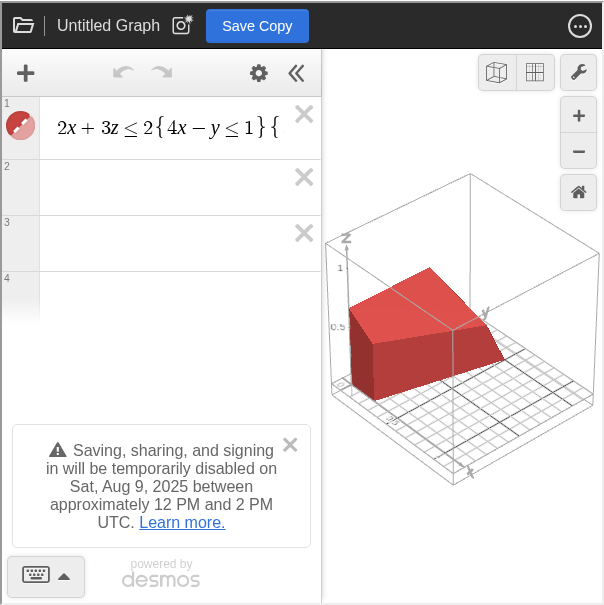 Untitled Graph
Save Copy
1
2x + 3z ≤ 2{4x − y ≤ 1}{
2
3
4
Saving, sharing, and signing
in will be temporarily disabled on
Sat, Aug 9, 2025 between
approximately 12 PM and 2 PM
UTC. Learn more.
powered by
desmos
z
1
0.5
0
y
x